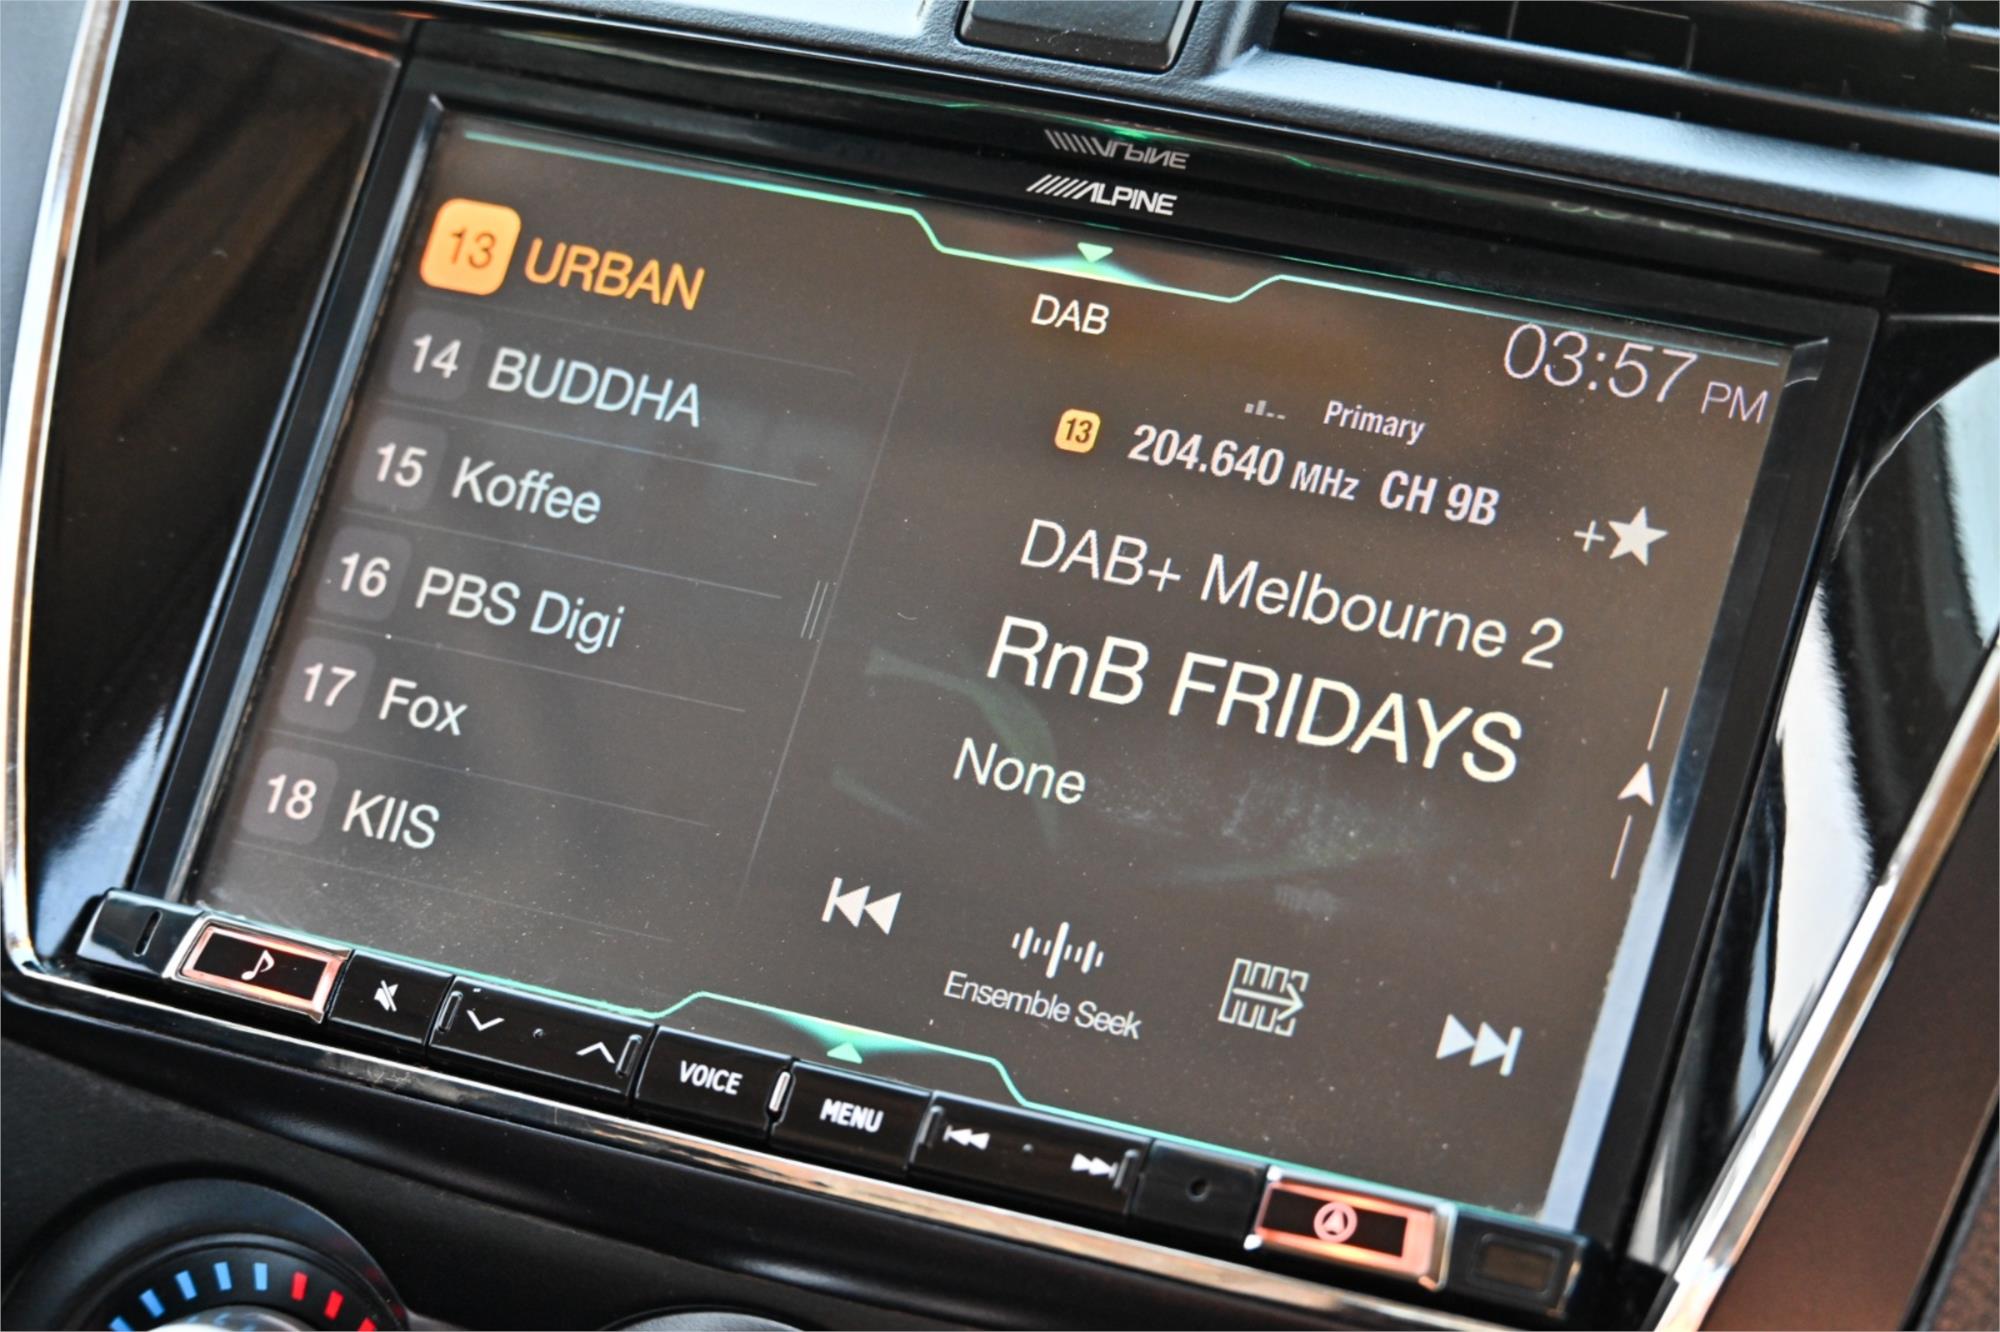 ALPINE
13 URBAN
14 BUDDHA
15 Koffee
16 PBS Digi
17 Fox
18 KIIS
DAB
03:57 PM
Primary
13 204.640 MHz CH 9B
+
DAB+ Melbourne 2
RnB FRIDAYS
None
Ensemble Seek
VOICE
MENU